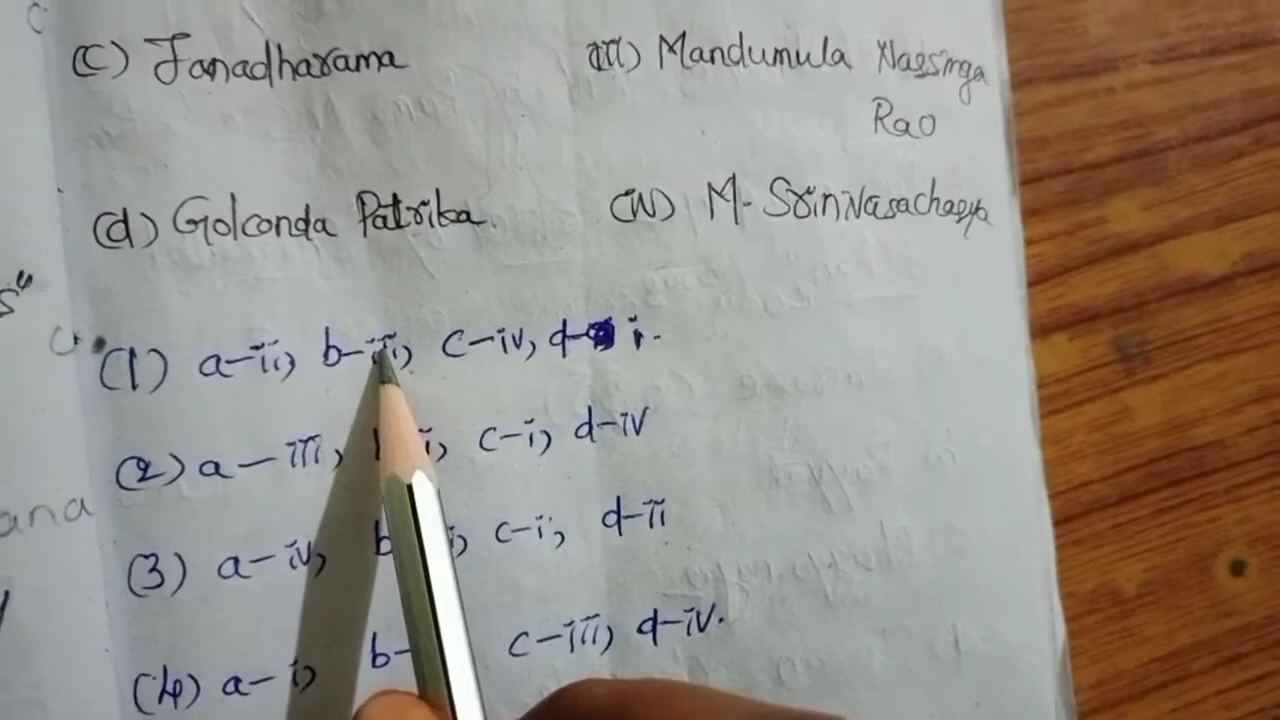 (C) Janadharama (III) Mandumula Narsinga
Rao
(d) Golconda Patrika. (IV) M. Srinivasacharya
(1) a-ii, b-iii, c-iv, d- i.
(2) a-iii, c-i, d-iv
(3) a-iv, c-i, d-ii
(4) a-i, b- c-iii, d-iv.
ana